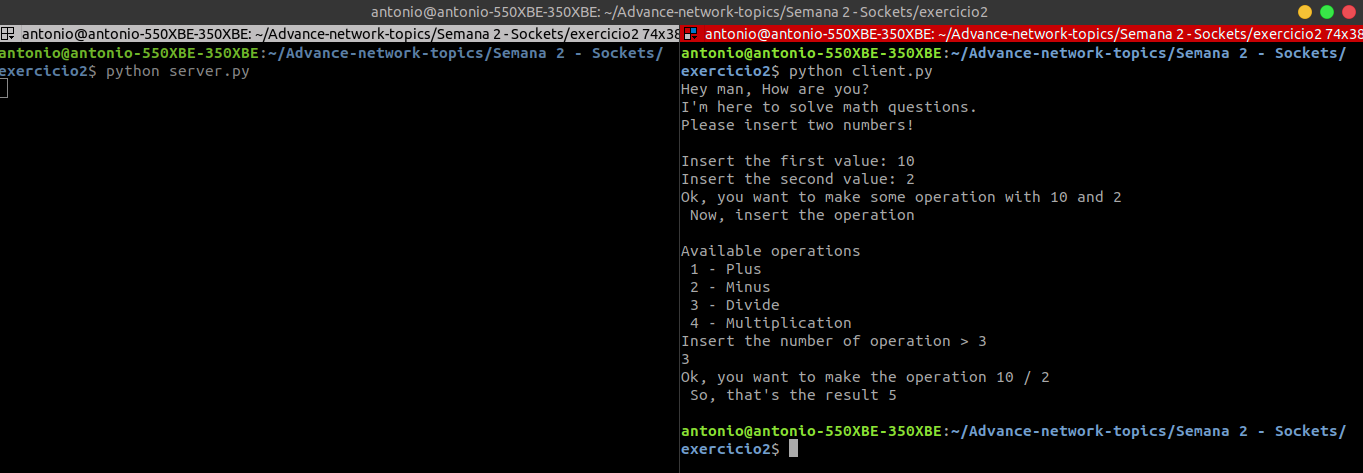 antonio@antonio-550XBE-350XBE: ~/Advance-network-topics/Semana 2 - Sockets/exercicio2
antonio@antonio-550XBE-350XBE: ~/Advance-network-topics/Semana 2 - Sockets/exercicio2 74x38
antonio@antonio-550XBE-350XBE:~/Advance-network-topics/Semana 2 - Sockets/
exercicio2$ python server.py
antonio@antonio-550XBE-350XBE: ~/Advance-network-topics/Semana 2 - Sockets/exercicio2 74x38
antonio@antonio-550XBE-350XBE:~/Advance-network-topics/Semana 2 - Sockets/
exercicio2$ python client.py
Hey man, How are you?
I'm here to solve math questions.
Please insert two numbers!
Insert the first value: 10
Insert the second value: 2
Ok, you want to make some operation with 10 and 2
Now, insert the operation
Available operations
1 - Plus
2 - Minus
3 - Divide
4 - Multiplication
Insert the number of operation > 3
3
Ok, you want to make the operation 10 / 2
So, that's the result 5
antonio@antonio-550XBE-350XBE:~/Advance-network-topics/Semana 2 - Sockets/
exercicio2$